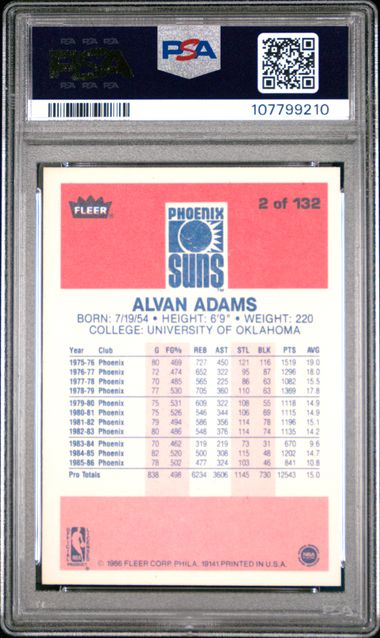 PSA PSA PSA
PSA
PSA PSA PSA
PSA
107799210
FLEER®
PHOENIX
SUNS
2 of 132
ALVAN ADAMS
BORN: 7/19/54 • HEIGHT: 6'9" • WEIGHT: 220
COLLEGE: UNIVERSITY OF OKLAHOMA
Year Club G FG% REB AST STL BLK PTS AVG
1975-76 Phoenix 80 469 727 450 121 116 1519 19.0
1976-77 Phoenix 72 474 652 322 95 87 1296 18.0
1977-78 Phoenix 70 485 565 225 86 63 1082 15.5
1978-79 Phoenix 77 530 705 360 110 63 1369 17.8
1979-80 Phoenix 75 531 609 322 108 55 1118 14.9
1980-81 Phoenix 75 526 546 344 106 69 1115 14.9
1981-82 Phoenix 79 494 586 356 114 78 1196 15.1
1982-83 Phoenix 80 486 548 376 114 74 1135 14.2
1983-84 Phoenix 70 462 319 219 73 31 670 9.6
1984-85 Phoenix 82 520 500 308 115 48 1202 14.7
1985-86 Phoenix 78 502 477 324 103 46 841 10.8
Pro Totals 838 498 6234 3606 1145 730 12543 15.0
NBA
© 1986 FLEER CORP. PHILA. 19141 PRINTED IN U.S.A.